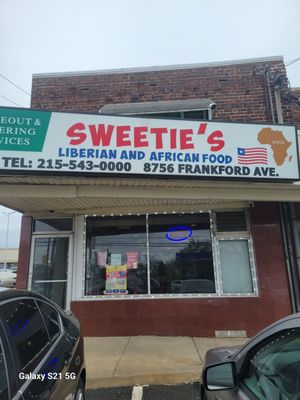 EOUT &
ERING
VICES
SWEETIE'S
LIBERIAN AND AFRICAN FOOD
TEL: 215-543-0000 8756 FRANKFORD AVE.
Galaxy S21 5G